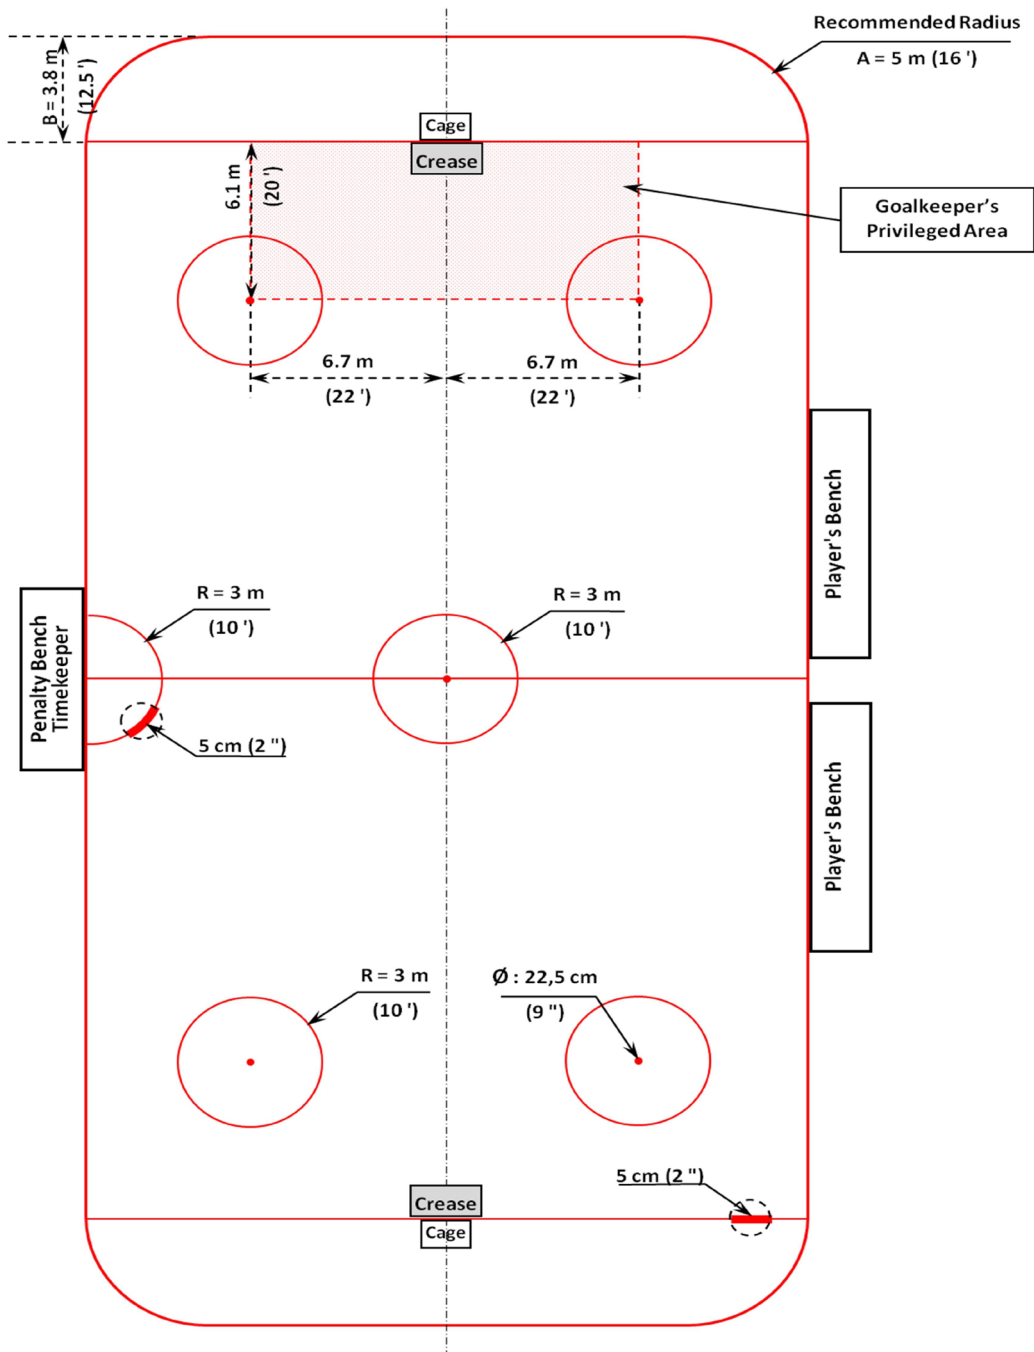 Recommended Radius
A = 5 m (16 ')
B = 3.8 m
(12.5')
Cage
Crease
6.1 m
(20 ')
Goalkeeper's
Privileged Area
6.7 m
(22 ')
6.7 m
(22 ')
Player's Bench
R = 3 m
(10 ')
R = 3 m
(10 ')
Penalty Bench
Timekeeper
5 cm (2 ")
Player's Bench
R = 3 m
(10 ')
Ø : 22,5 cm
(9 ")
5 cm (2 ")
Crease
Cage